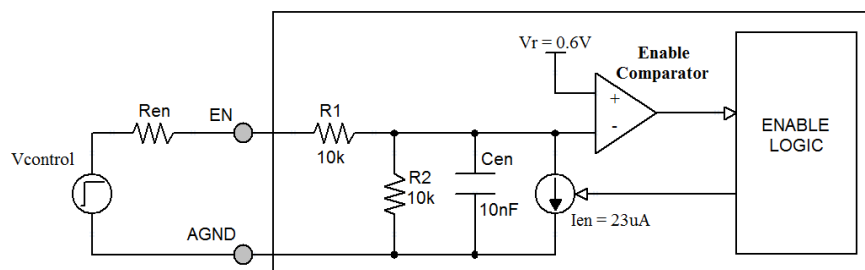 Vr = 0.6V
Enable
Comparator
+
-
ENABLE
LOGIC
Ren
EN
R1
10k
Vcontrol
R2
10k
Cen
10nF
Ien = 23uA
AGND